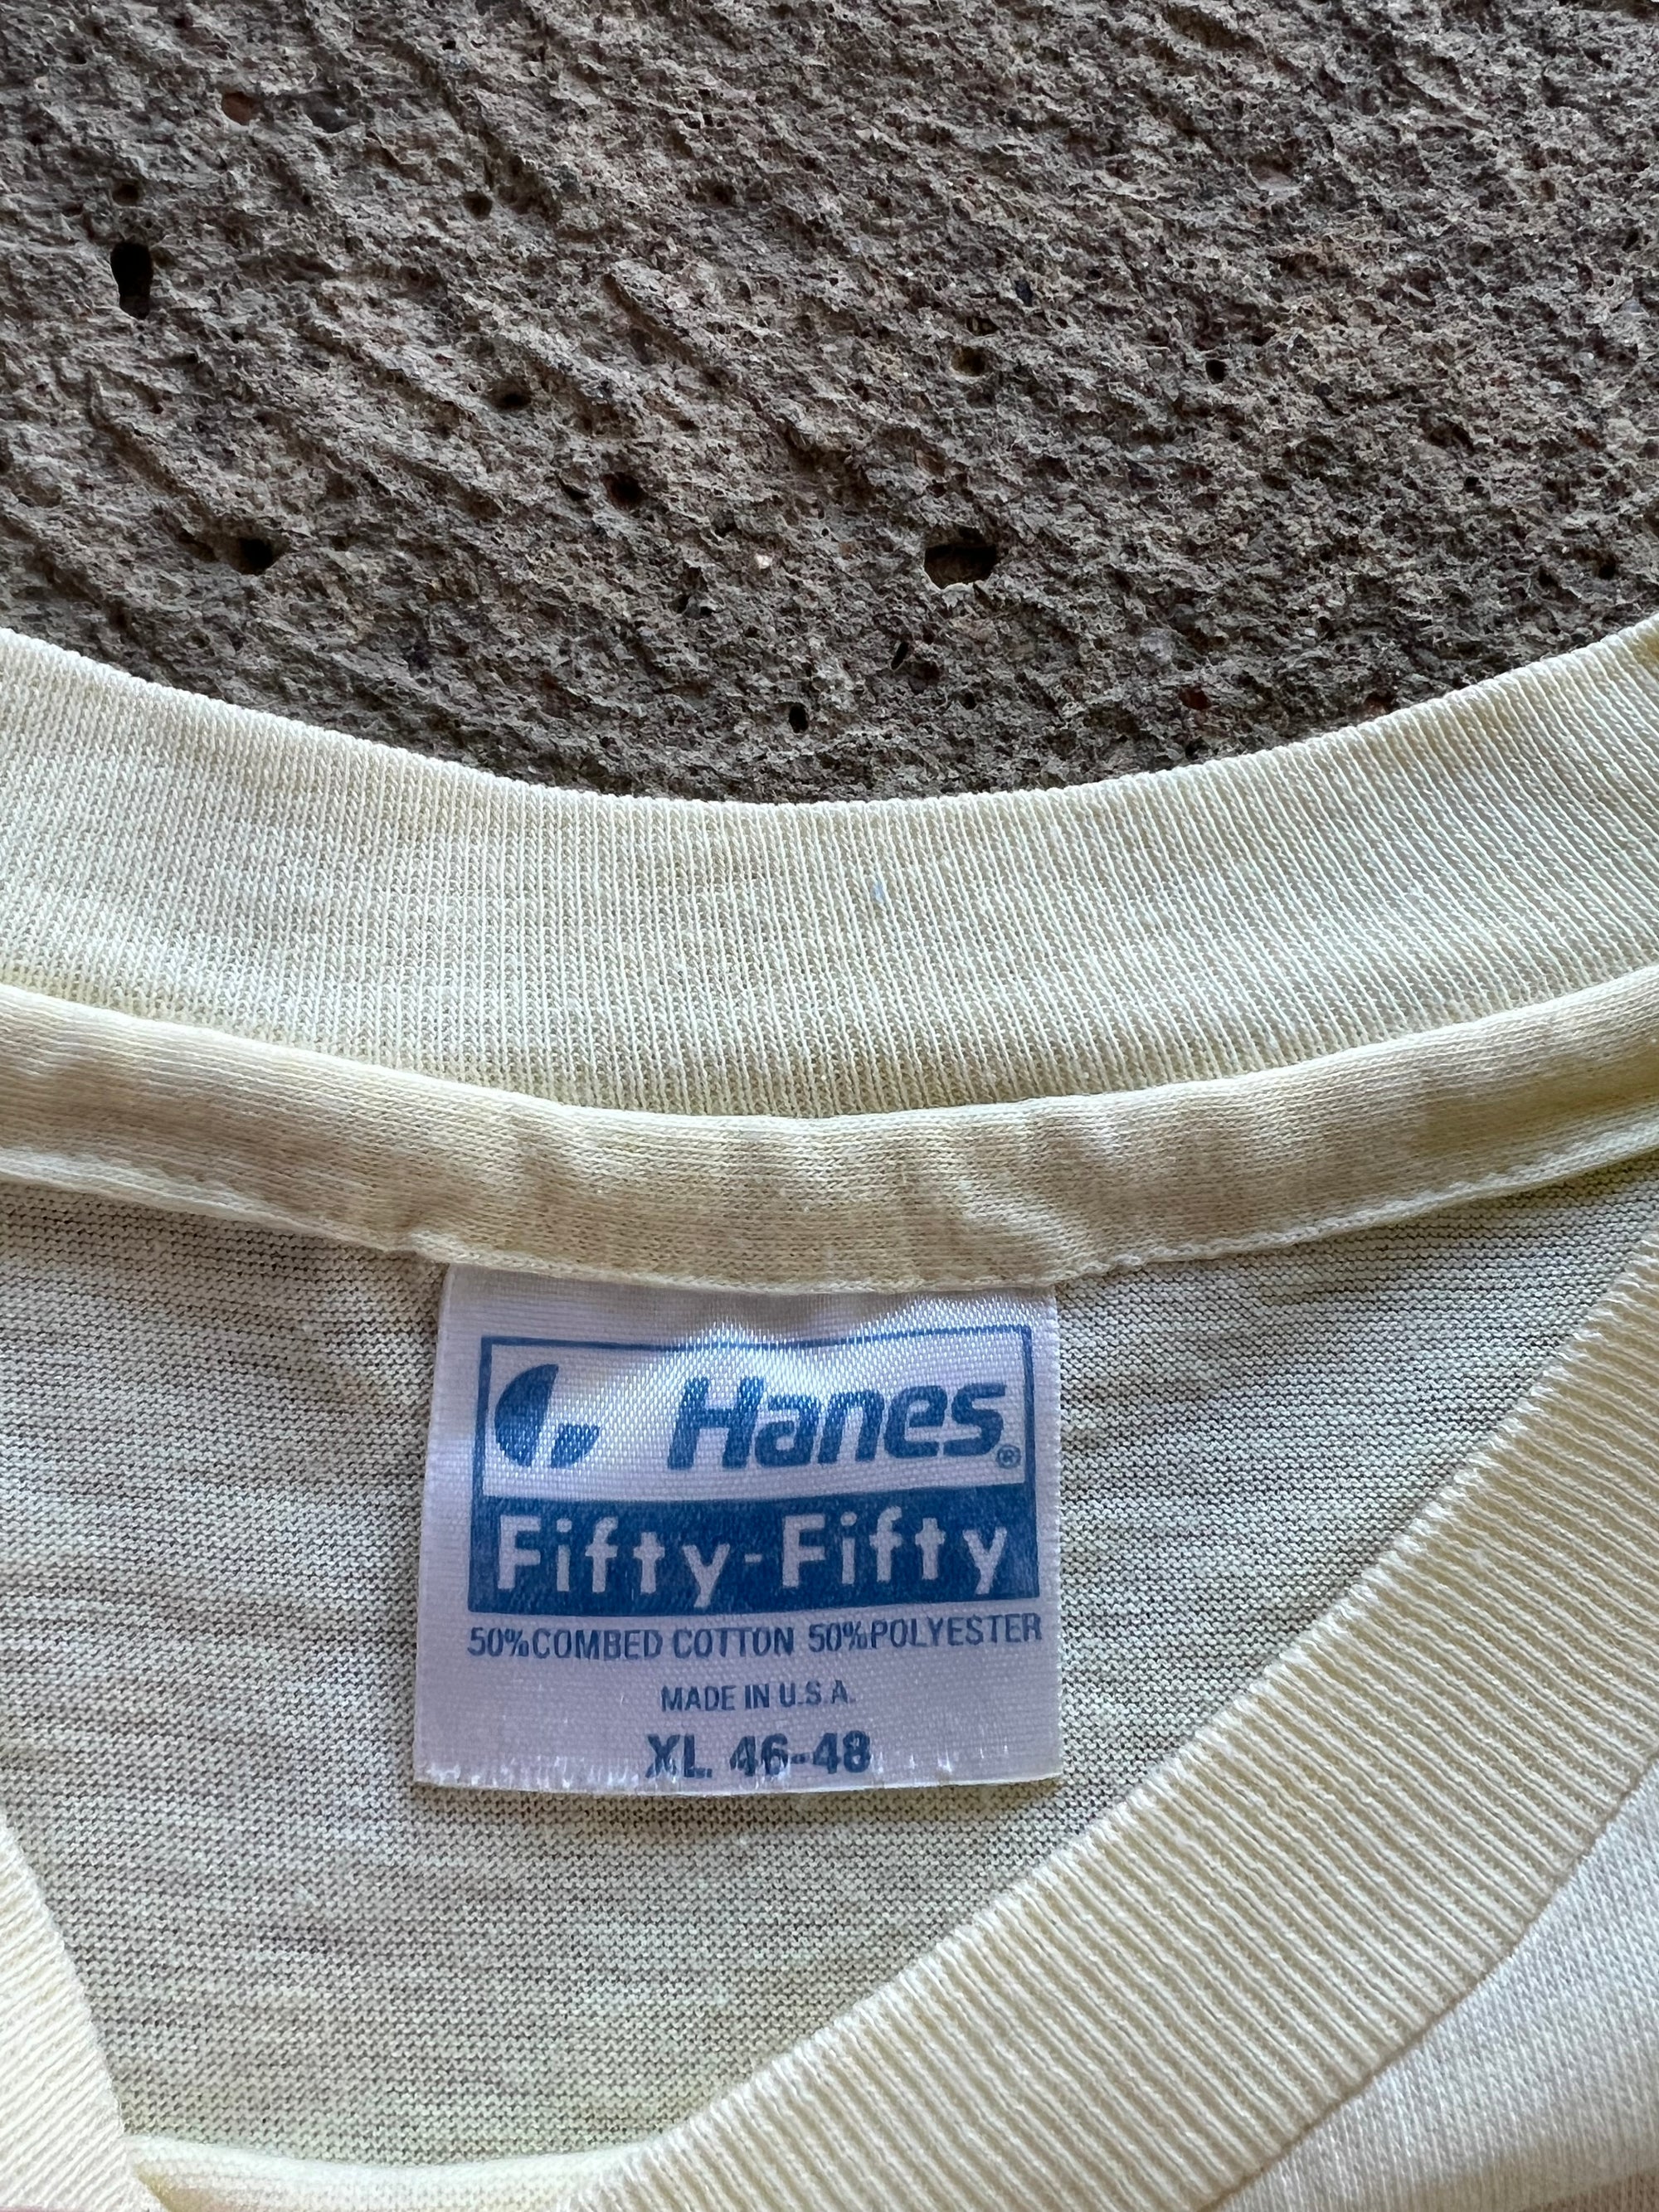 Hanes®
Fifty-Fifty
50%COMBED COTTON 50%POLYESTER
MADE IN U.S.A.
XL 46-48